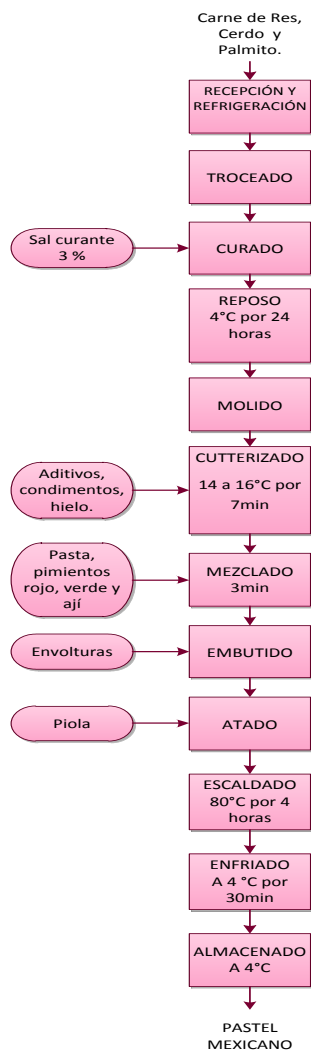 Carne de Res,
Cerdo y
Palmito.
RECEPCIÓN Y
REFRIGERACIÓN
TROCEADO
Sal curante
3 %
CURADO
REPOSO
4°C por 24
horas
MOLIDO
Aditivos,
condimentos,
hielo.
CUTTERIZADO
14 a 16°C por
7min
Pasta,
pimientos
rojo, verde y
ají
MEZCLADO
3min
Envolturas
EMBUTIDO
Piola
ATADO
ESCALDADO
80°C por 4
horas
ENFRIADO
A 4 °C por
30min
ALMACENADO
A 4°C
PASTEL
MEXICANO